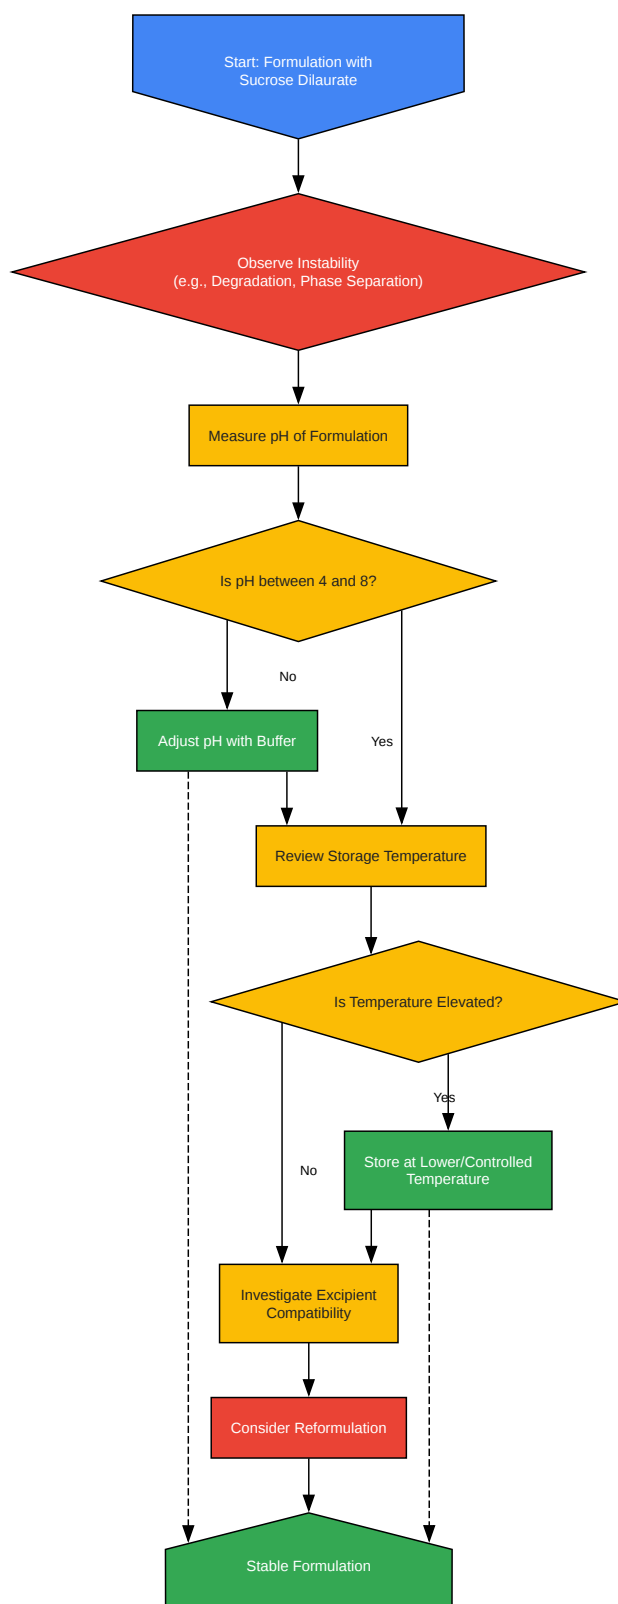 Start: Formulation with
Sucrose Dilaurate
Observe Instability
(e.g., Degradation, Phase Separation)
Measure pH of Formulation
Is pH between 4 and 8?
No
Adjust pH with Buffer
Yes
Review Storage Temperature
Is Temperature Elevated?
Yes
Store at Lower/Controlled
Temperature
No
Investigate Excipient
Compatibility
Consider Reformulation
Stable Formulation